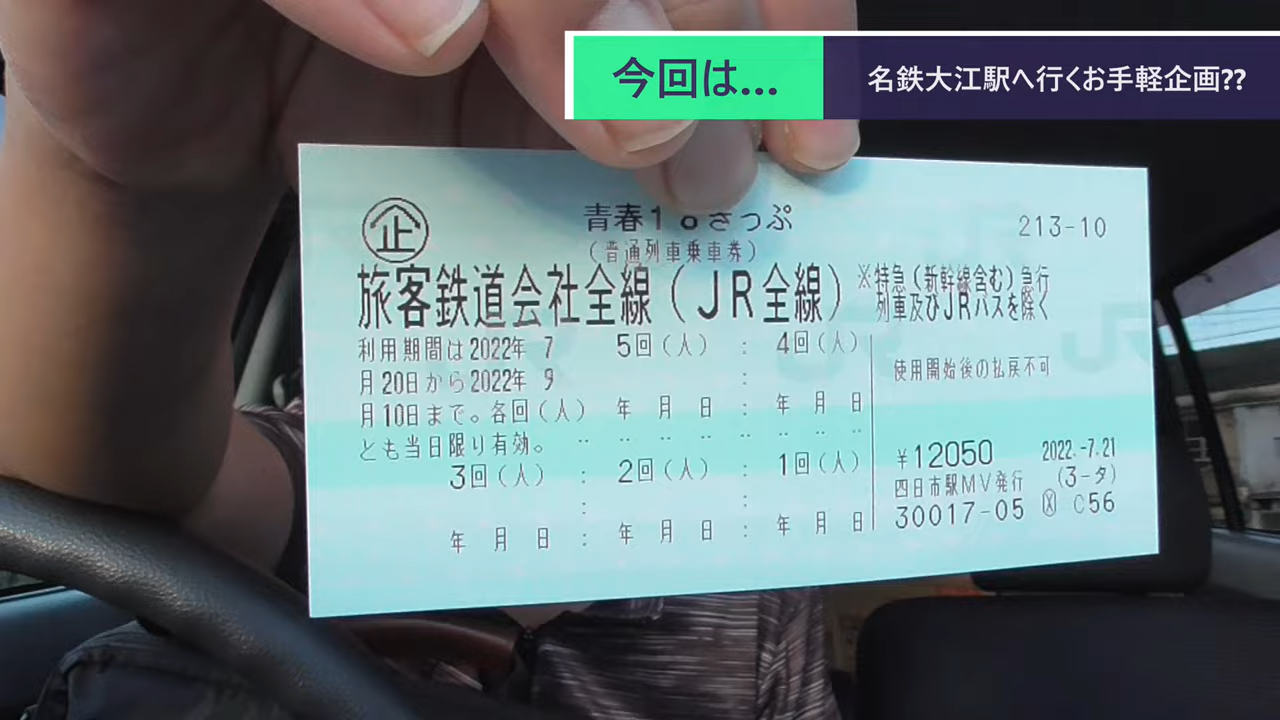 今回は...
名鉄大江駅へ行くお手軽企画??
企
青春18きっぷ
213-10
(普通列車乗車券)
旅客鉄道会社全線(JR全線)
※特急(新幹線含む)急行
列車及びJRバスを除く
利用期間は2022年 7
月20日から2022年 9
月10日まで。各回(人)
とも当日限り有効。
5回(人) : 4回(人)
年 月 日 : 年 月 日
3回(人) : 2回(人) : 1回(人)
年 月 日 : 年 月 日 : 年 月 日
使用開始後の払戻不可
¥12050
2022.-7.21
四日市駅MV発行
(3-タ)
30017-05 Ⓧ C56